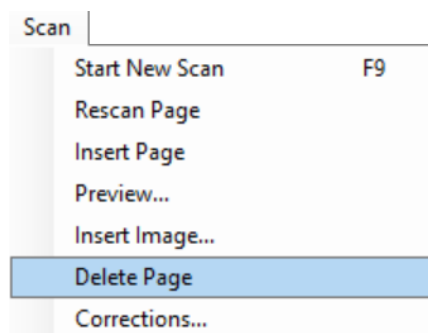 Scan
Start New Scan F9
Rescan Page
Insert Page
Preview...
Insert Image...
Delete Page
Corrections...